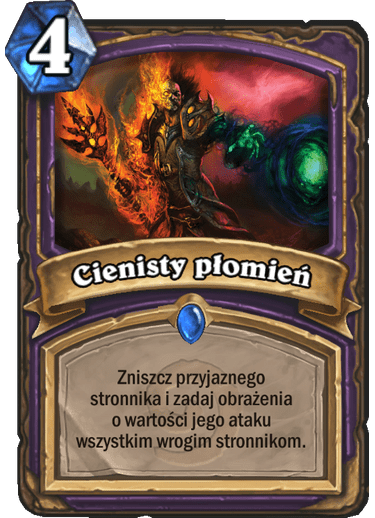 4
Cienisty płomień
Zniszcz przyjaznego
stronnika i zadaj obrażenia
o wartości jego ataku
wszystkim wrogim stronnikom.